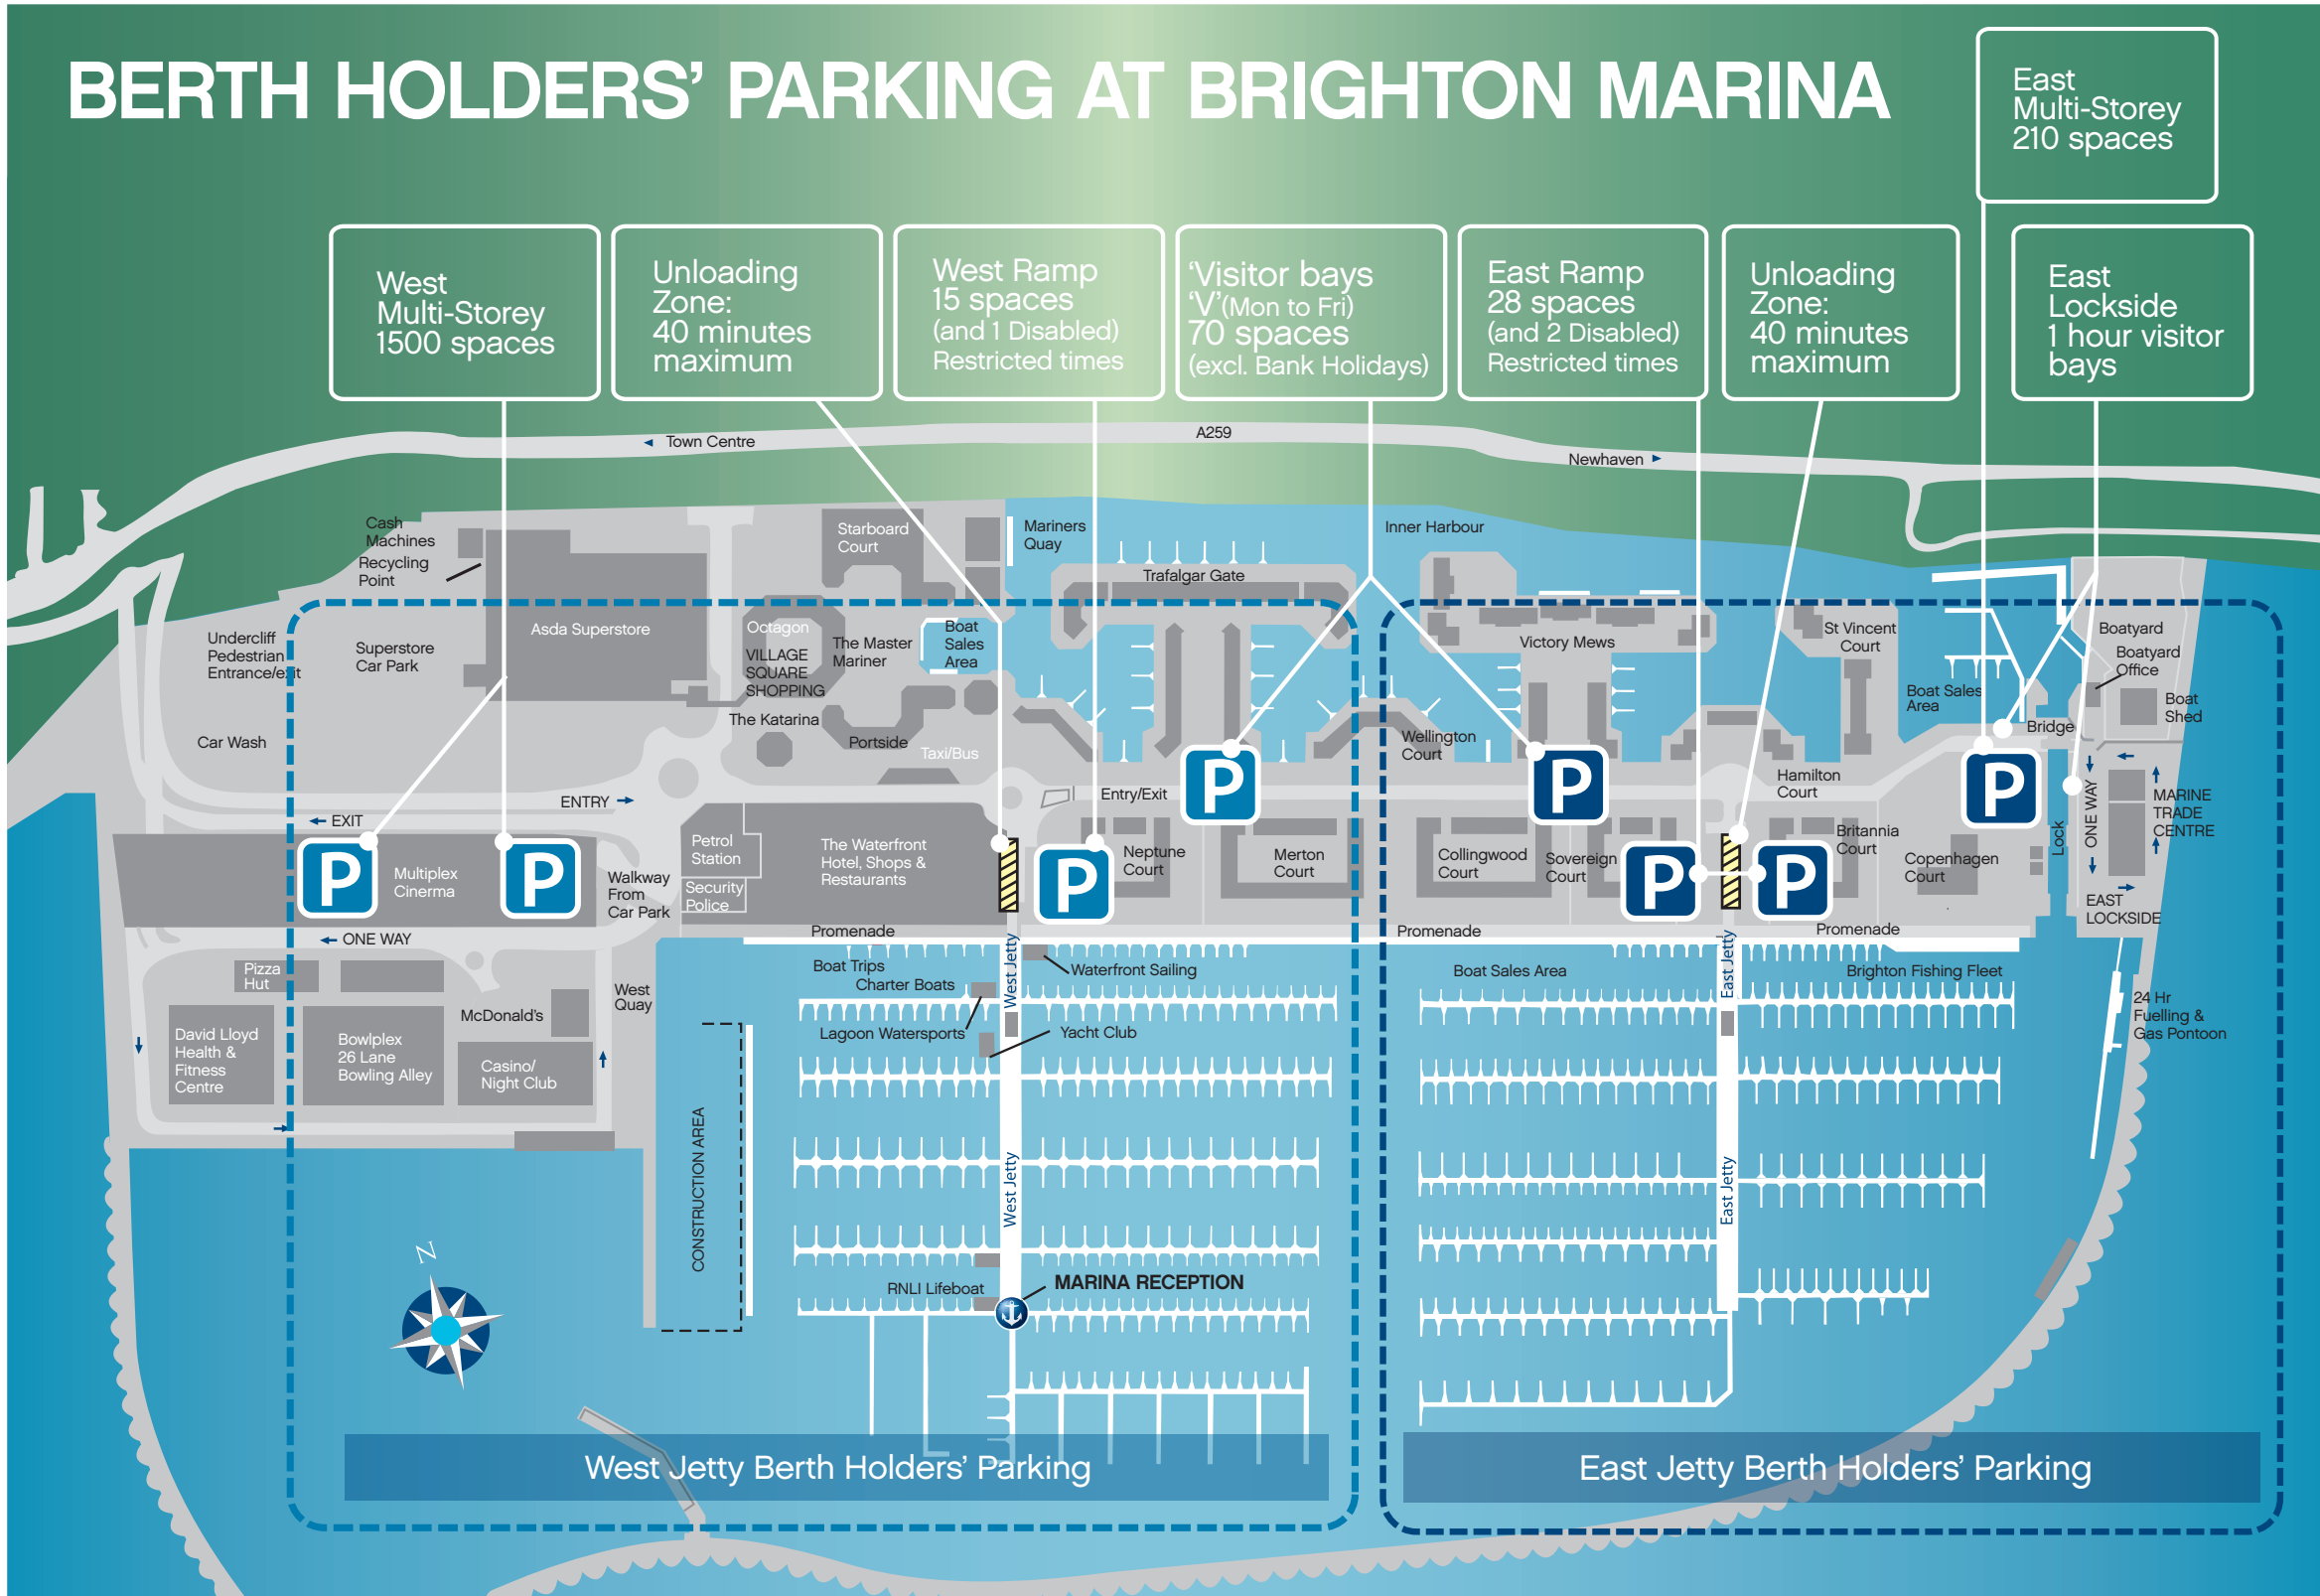 BERTH HOLDERS’ PARKING AT BRIGHTON MARINA
East
Multi-Storey
210 spaces
West
Multi-Storey
1500 spaces
Unloading
Zone:
40 minutes
maximum
West Ramp
15 spaces
(and 1 Disabled)
Restricted times
‘Visitor bays
‘V’(Mon to Fri)
70 spaces
(excl. Bank Holidays)
East Ramp
28 spaces
(and 2 Disabled)
Restricted times
Unloading
Zone:
40 minutes
maximum
East
Lockside
1 hour visitor
bays
Town Centre
A259
Newhaven
Cash
Machines
Recycling
Point
Starboard
Court
Mariners
Quay
Inner Harbour
Trafalgar Gate
Undercliff
Pedestrian
Entrance/exit
Superstore
Car Park
Asda Superstore
Octagon
VILLAGE
SQUARE
SHOPPING
The Master
Mariner
Boat
Sales
Area
Victory Mews
St Vincent
Court
Boatyard
Boatyard
Office
Boat Sales
Area
Boat
Shed
Bridge
Car Wash
The Katarina
Portside
Taxi/Bus
Wellington
Court
Hamilton
Court
ENTRY
EXIT
Entry/Exit
P
P
P
ONE WAY
MARINE
TRADE
CENTRE
Lock
Petrol
Station
Security
Police
The Waterfront
Hotel, Shops &
Restaurants
P
Multiplex
Cinerma
P
Walkway
From
Car Park
P
Neptune
Court
Merton
Court
Collingwood
Court
Sovereign
Court
P
P
Britannia
Court
Copenhagen
Court
EAST
LOCKSIDE
ONE WAY
Promenade
Promenade
Promenade
Pizza
Hut
West
Quay
Boat Trips
Charter Boats
West Jetty
Waterfront Sailing
Boat Sales Area
East Jetty
Brighton Fishing Fleet
24 Hr
Fuelling &
Gas Pontoon
McDonald’s
Lagoon Watersports
Yacht Club
David Lloyd
Health &
Fitness
Centre
Bowlplex
26 Lane
Bowling Alley
Casino/
Night Club
CONSTRUCTION AREA
West Jetty
East Jetty
N
RNLI Lifeboat
MARINA RECEPTION
West Jetty Berth Holders’ Parking
East Jetty Berth Holders’ Parking